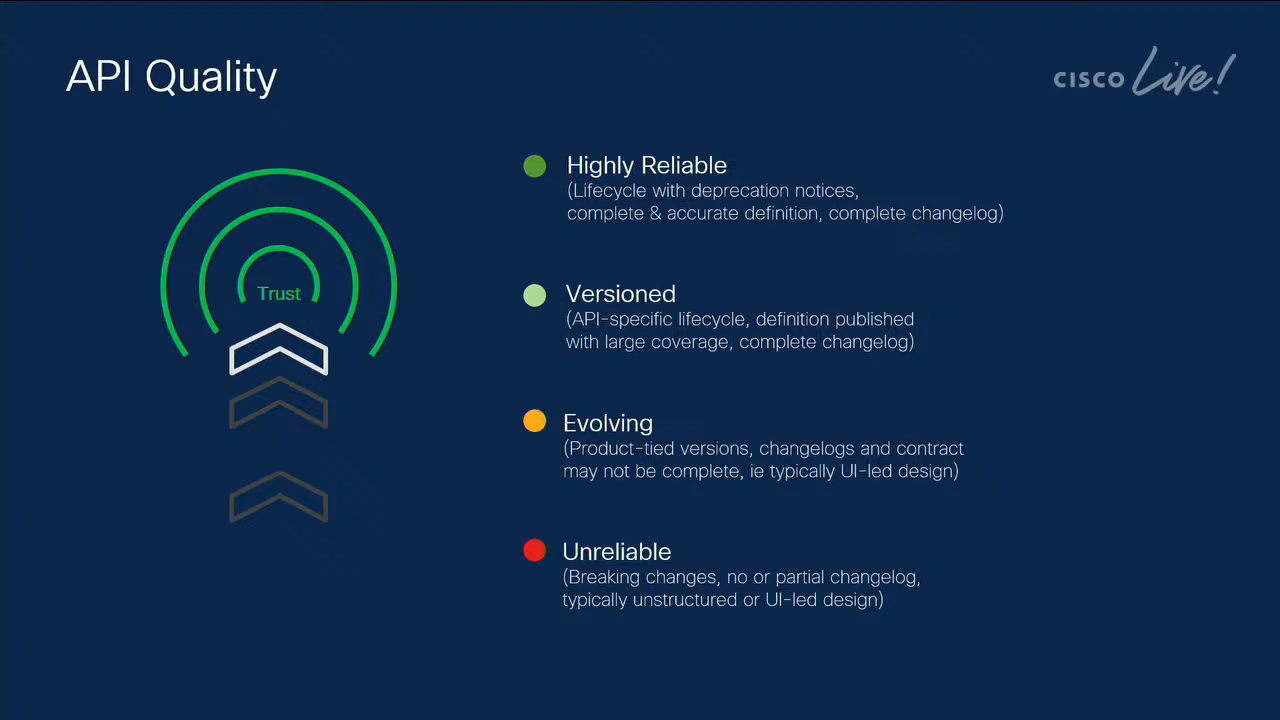 API Quality
CISCO Live!
Trust
Highly Reliable
(Lifecycle with deprecation notices,
complete & accurate definition, complete changelog)
Versioned
(API-specific lifecycle, definition published
with large coverage, complete changelog)
Evolving
(Product-tied versions, changelogs and contract
may not be complete, ie typically UI-led design)
Unreliable
(Breaking changes, no or partial changelog,
typically unstructured or UI-led design)